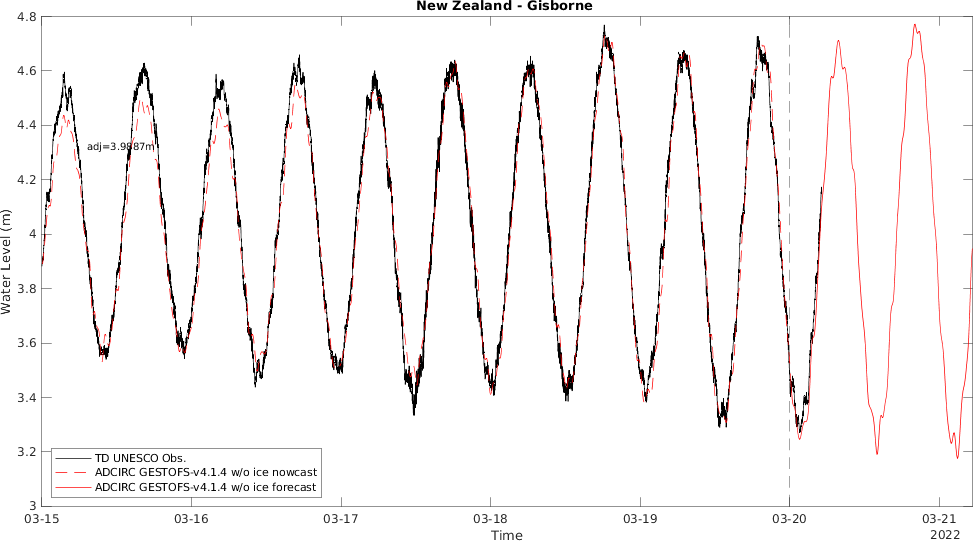 New Zealand - Gisborne
4.8
4.6
4.4
adj=3.9887m
4.2
4
3.8
3.6
3.4
3.2
3
Water Level (m)
TD UNESCO Obs.
ADCIRC GESTOFS-v4.1.4 w/o ice nowcast
ADCIRC GESTOFS-v4.1.4 w/o ice forecast
03-15 03-16 03-17 03-18 03-19 03-20 03-21
Time
2022